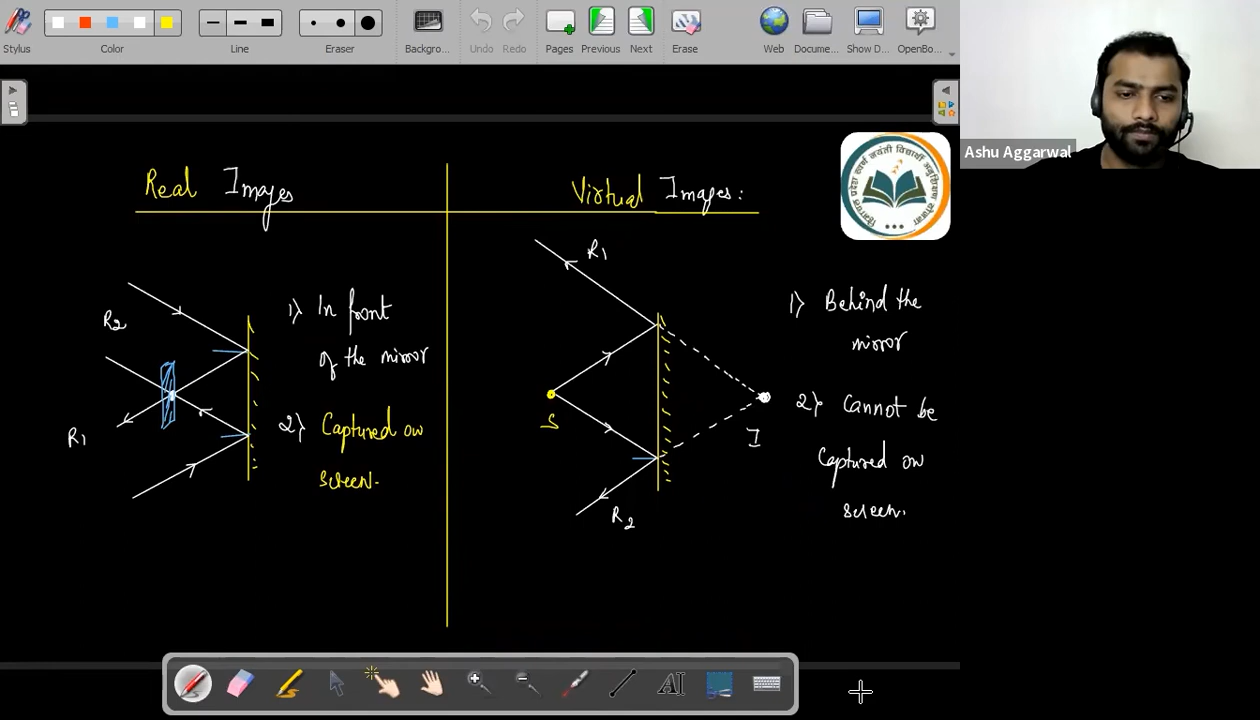 Stylus
Color
Line
Eraser
Backgro...
Undo
Redo
Pages
Previous
Next
Erase
Web
Docume...
Show D...
OpenBo...
Ashu Aggarwal
Real Images
R2
R1
1) In front
of the mirror
2) Captured on
screen.
Virtual Images:
R1
S
I
R2
1) Behind the
mirror
2) Cannot be
Captured on
screen.
AI